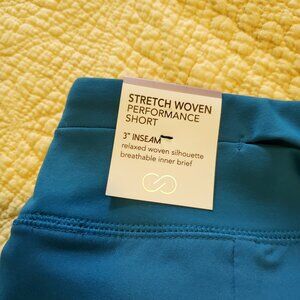 STRETCH WOVEN
PERFORMANCE
SHORT
3" INSEAM
relaxed woven silhouette
breathable inner brief